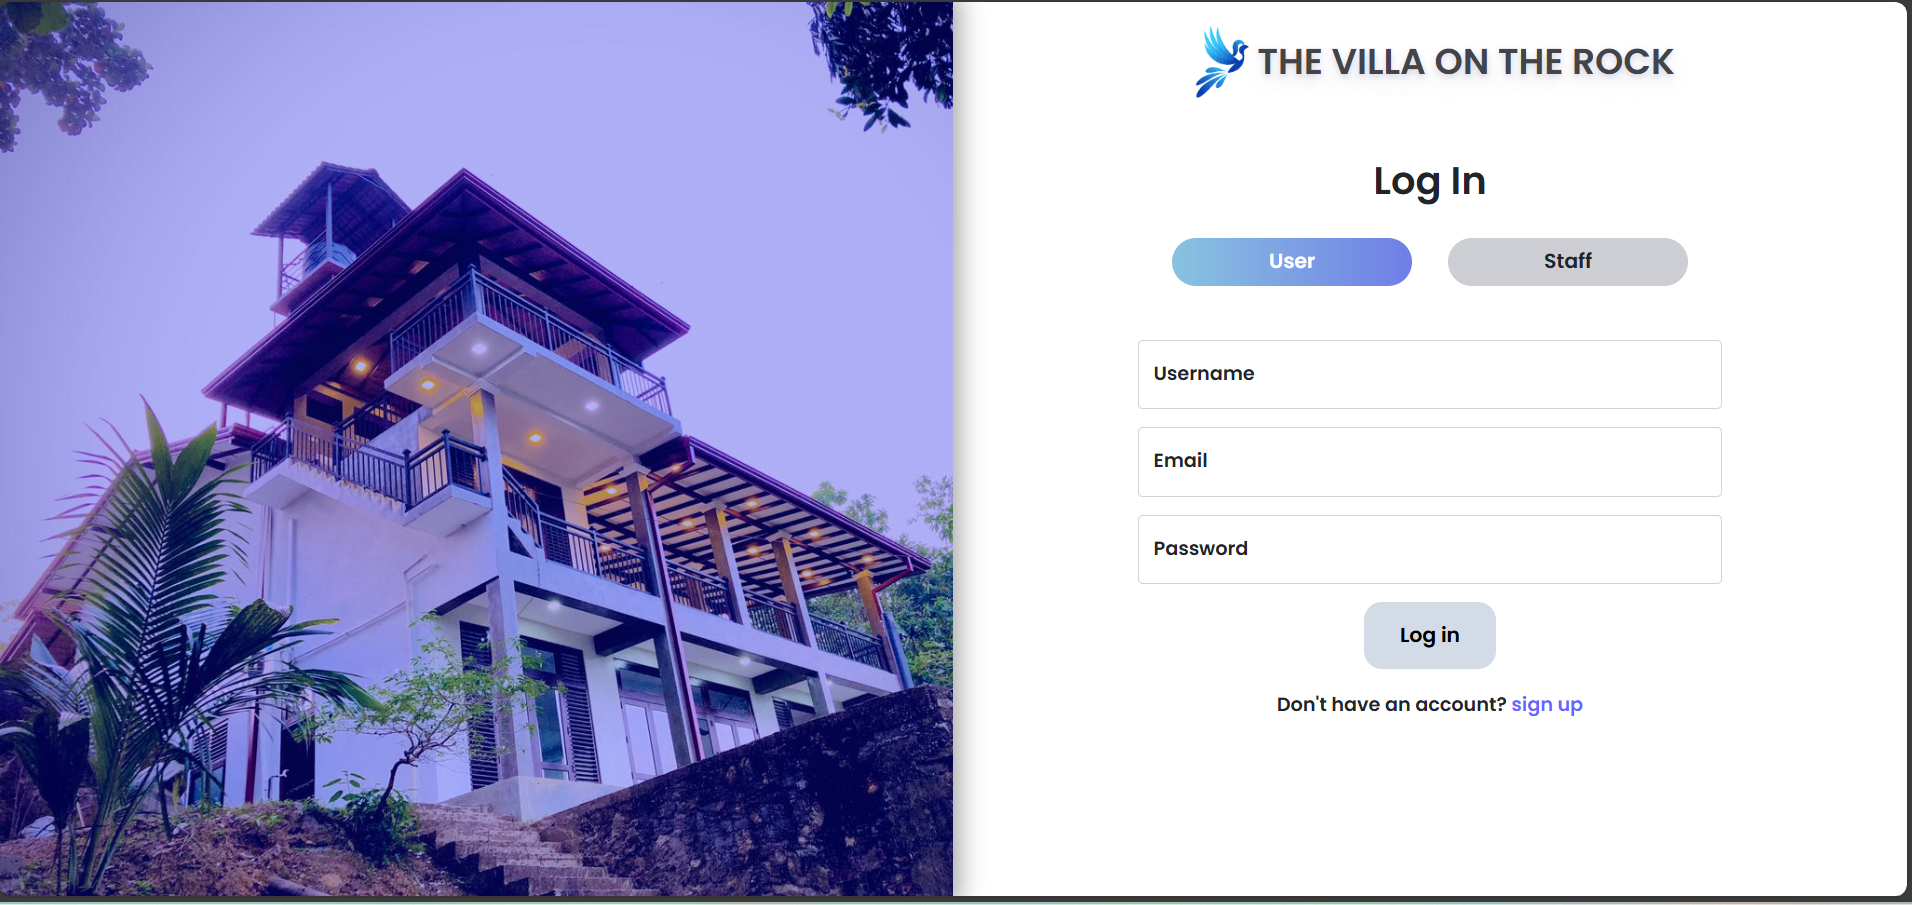 THE VILLA ON THE ROCK
Log In
User
Staff
Username
Email
Password
Log in
Don't have an account? sign up